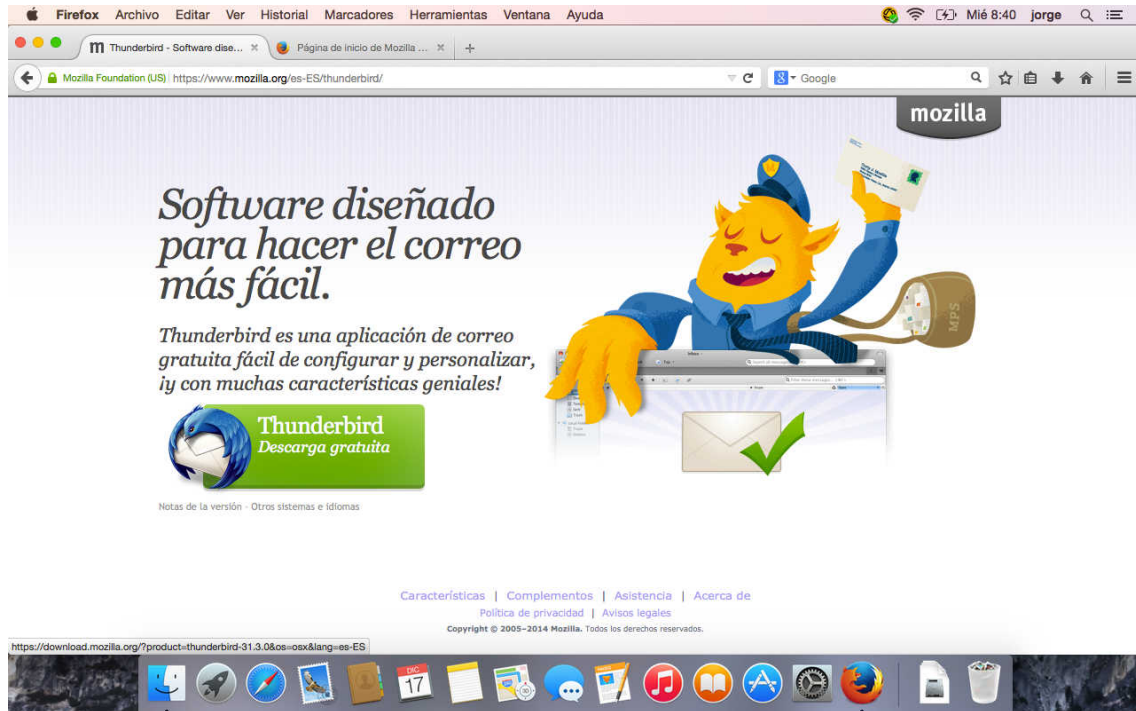 Firefox Archivo Editar Ver Historial Marcadores Herramientas Ventana Ayuda Mié 8:40 jorge
m Thunderbird - Software dise... Página de inicio de Mozilla ...
Mozilla Foundation (US) https://www.mozilla.org/es-ES/thunderbird/ Google
mozilla
Software diseñado
para hacer el correo
más fácil.
Thunderbird es una aplicación de correo
gratuita fácil de configurar y personalizar,
¡y con muchas características geniales!
MPS
Thunderbird
Descarga gratuita
Notas de la versión - Otros sistemas e idiomas
Características | Complementos | Asistencia | Acerca de
Política de privacidad | Avisos legales
Copyright © 2005–2014 Mozilla. Todos los derechos reservados.
https://download.mozilla.org/?product=thunderbird-31.3.0&os=osx&lang=es-ES
DIC
17